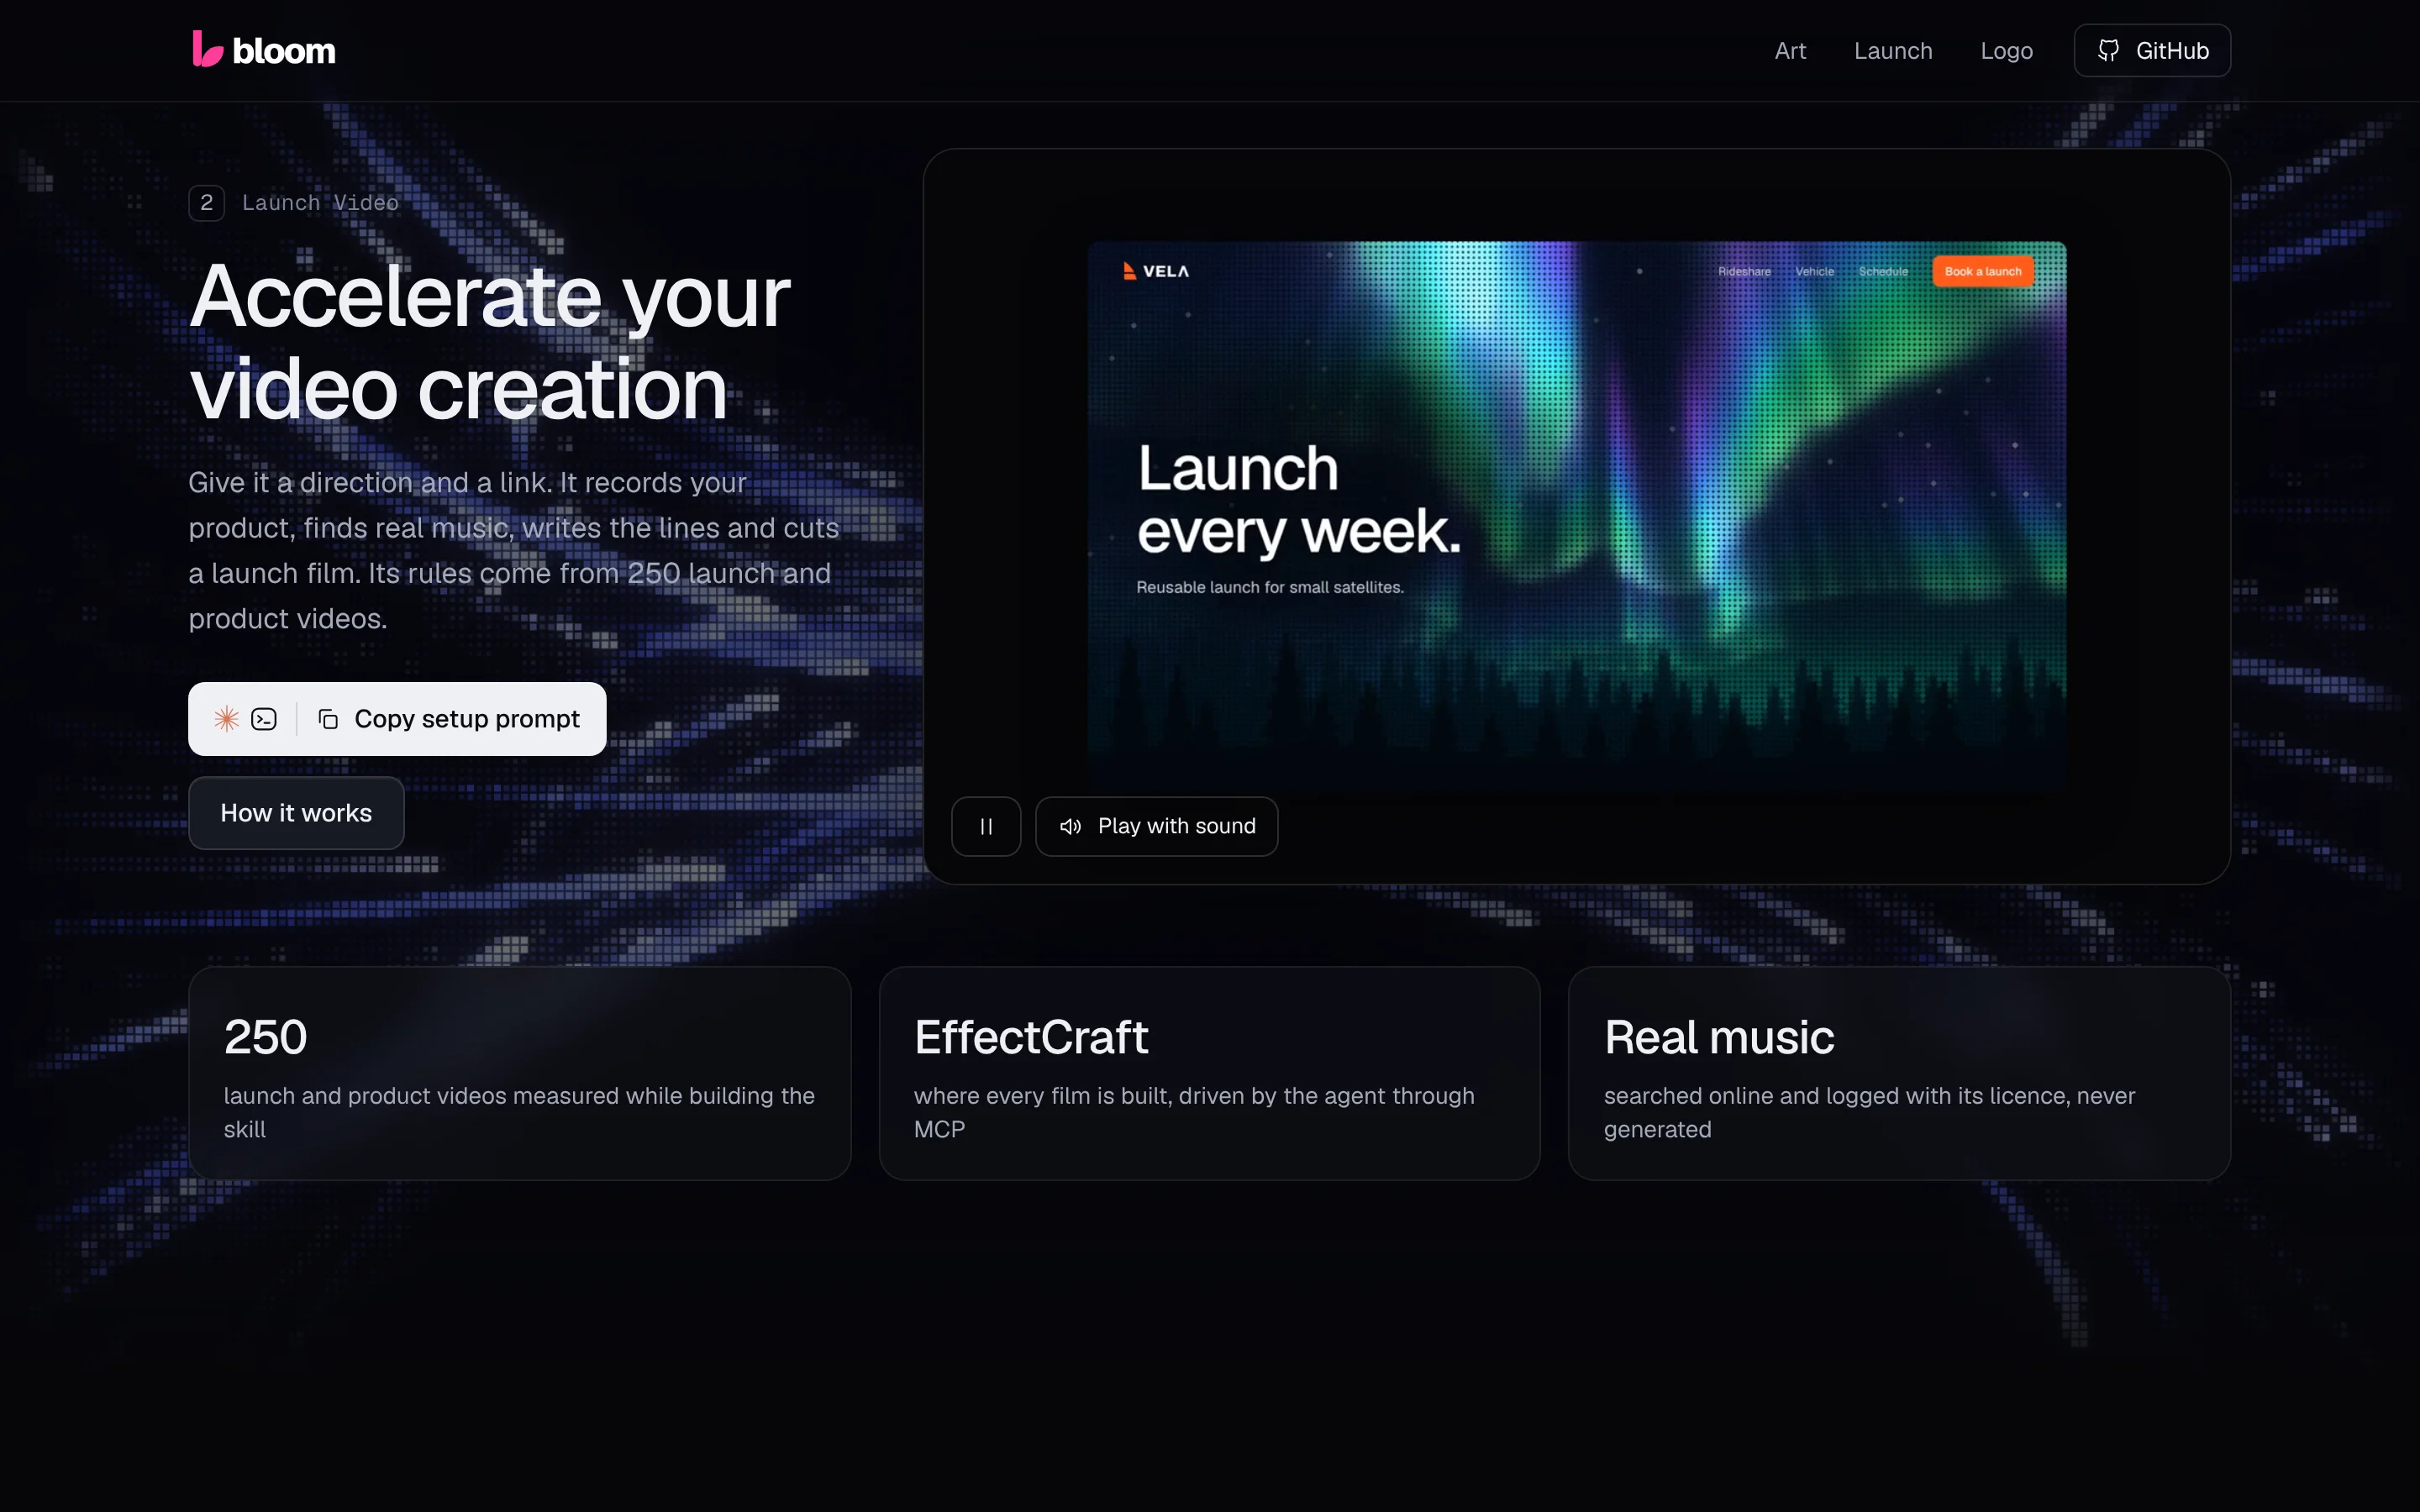 bloom
Art
Launch
Logo
GitHub
2
Launch Video
Accelerate your
video creation
Give it a direction and a link. It records your
product, finds real music, writes the lines and cuts
a launch film. Its rules come from 250 launch and
product videos.
Copy setup prompt
How it works
VELA
Rideshare
Vehicle
Schedule
Book a launch
Launch
every week.
Reusable launch for small satellites.
Play with sound
250
launch and product videos measured while building the
skill
EffectCraft
where every film is built, driven by the agent through
MCP
Real music
searched online and logged with its licence, never
generated